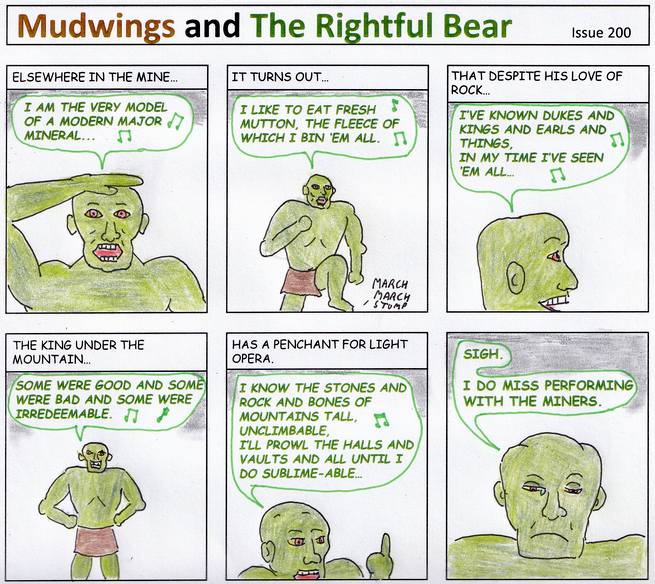 Mudwings and The Rightful Bear
Issue 200
ELSEWHERE IN THE MINE...
I AM THE VERY MODEL
OF A MODERN MAJOR
MINERAL...
IT TURNS OUT...
I LIKE TO EAT FRESH
MUTTON, THE FLEECE OF
WHICH I BIN 'EM ALL.
MARCH
MARCH
STOMP
THAT DESPITE HIS LOVE OF
ROCK...
I'VE KNOWN DUKES AND
KINGS AND EARLS AND
THINGS,
IN MY TIME I'VE SEEN
'EM ALL...
THE KING UNDER THE
MOUNTAIN...
SOME WERE GOOD AND SOME
WERE BAD AND SOME WERE
IRREDEEMABLE.
HAS A PENCHANT FOR LIGHT
OPERA.
I KNOW THE STONES AND
ROCK AND BONES OF
MOUNTAINS TALL,
UNCLIMBABLE,
I'LL PROWL THE HALLS AND
VAULTS AND ALL UNTIL I
DO SUBLIME-ABLE...
SIGH.
I DO MISS PERFORMING
WITH THE MINERS.